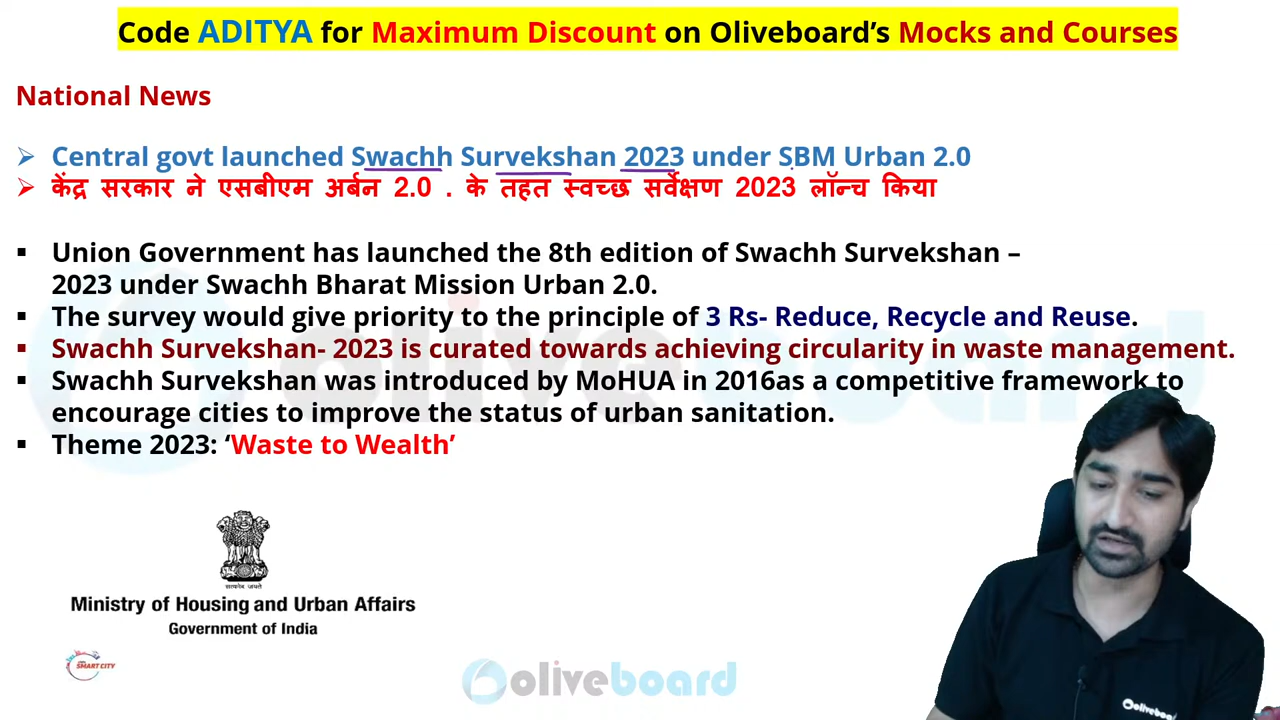 Code ADITYA for Maximum Discount on Oliveboard’s Mocks and Courses
National News
Central govt launched Swachh Survekshan 2023 under SBM Urban 2.0
केंद्र सरकार ने एसबीएम अर्बन 2.0 . के तहत स्वच्छ सर्वेक्षण 2023 लॉन्च किया
Union Government has launched the 8th edition of Swachh Survekshan –
2023 under Swachh Bharat Mission Urban 2.0.
The survey would give priority to the principle of 3 Rs- Reduce, Recycle and Reuse.
Swachh Survekshan- 2023 is curated towards achieving circularity in waste management.
Swachh Survekshan was introduced by MoHUA in 2016as a competitive framework to
encourage cities to improve the status of urban sanitation.
Theme 2023: ‘Waste to Wealth’
सत्यमेव जयते
Ministry of Housing and Urban Affairs
Government of India
SMART CITY
oliveboard
Oliveboard